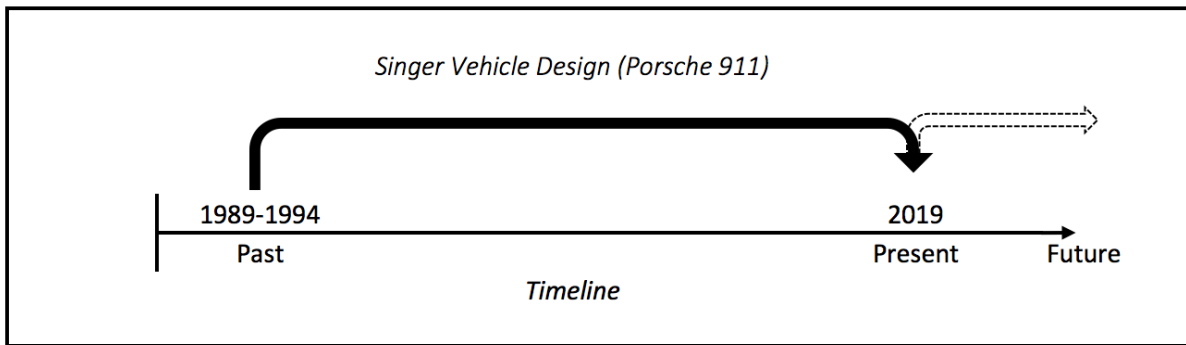 Singer Vehicle Design (Porsche 911)
1989-1994 2019
Past Present Future
Timeline